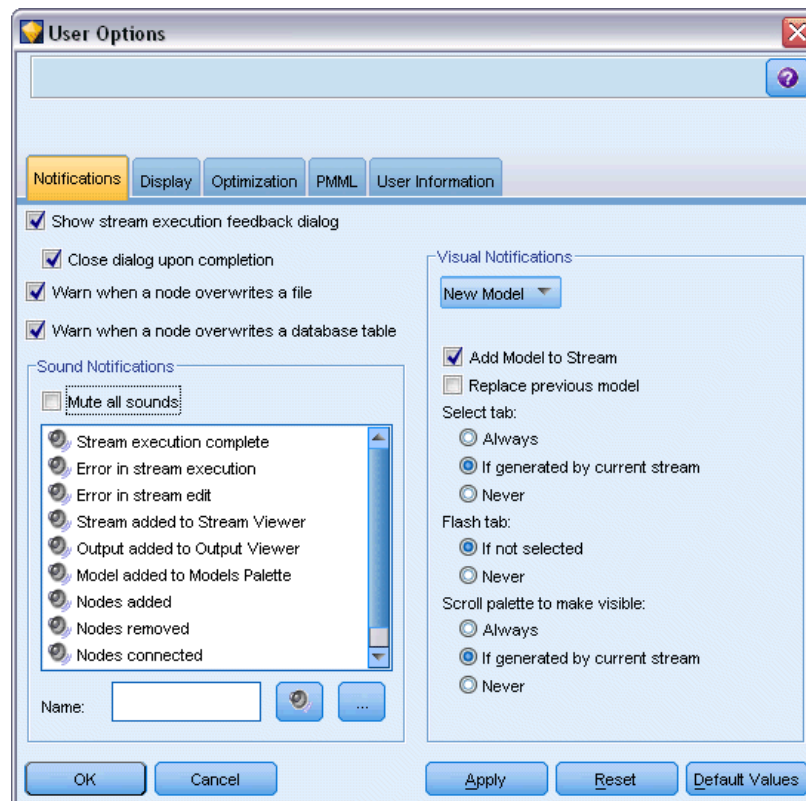 User Options
Notifications
Display
Optimization
PMML
User Information
Show stream execution feedback dialog
Close dialog upon completion
Warn when a node overwrites a file
Warn when a node overwrites a database table
Sound Notifications
Mute all sounds
Stream execution complete
Error in stream execution
Error in stream edit
Stream added to Stream Viewer
Output added to Output Viewer
Model added to Models Palette
Nodes added
Nodes removed
Nodes connected
Name:
...
Visual Notifications
New Model
Add Model to Stream
Replace previous model
Select tab:
Always
If generated by current stream
Never
Flash tab:
If not selected
Never
Scroll palette to make visible:
Always
If generated by current stream
Never
OK
Cancel
Apply
Reset
Default Values